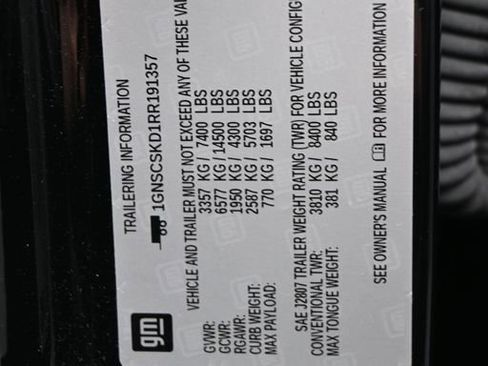 TRAILERING INFORMATION
1GNSCSKD1RR191357
gm
VEHICLE AND TRAILER MUST NOT EXCEED ANY OF THESE VA
GVWR: 3357 KG / 7400 LBS
GCWR: 6577 KG / 14500 LBS
RGAWR: 1950 KG / 4300 LBS
CURB WEIGHT: 2587 KG / 5703 LBS
MAX PAYLOAD: 770 KG / 1697 LBS
SAE J2807 TRAILER WEIGHT RATING (TWR) FOR VEHICLE CONFIG
CONVENTIONAL TWR: 3810 KG / 8400 LBS
MAX TONGUE WEIGHT: 381 KG / 840 LBS
SEE OWNER'S MANUAL FOR MORE INFORMATION